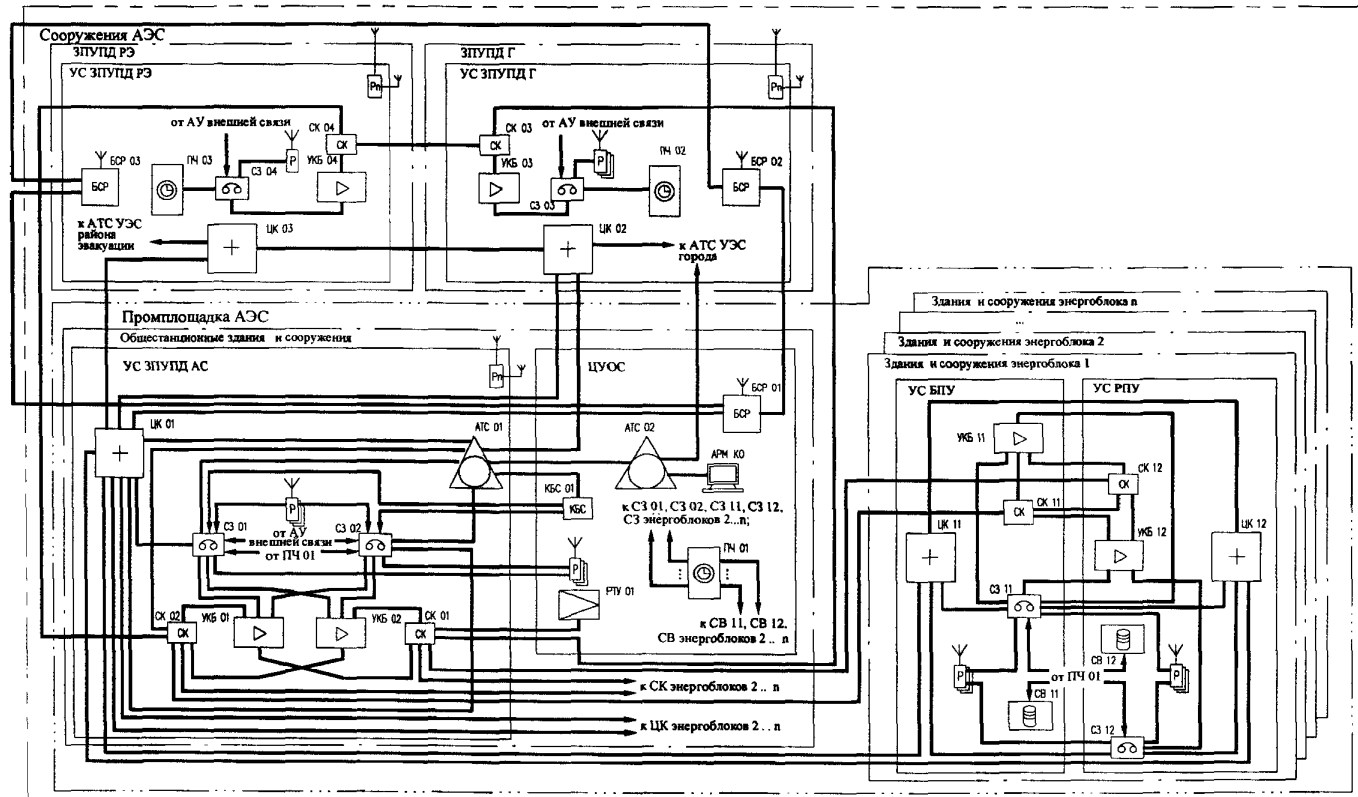 Сооружения АЭС
ЗПУПД РЭ
УС ЗПУПД РЭ
Рп
от АУ внешней связи
СК 04
СК
БСР 03
БСР
ПЧ 03
СЗ 04
Р
УКБ 04
ЦК 03
к АТС УЭС
района
эвакуации
ЗПУПД Г
УС ЗПУПД Г
Рп
СК 03
СК
от АУ внешней связи
УКБ 03
Р
СЗ 03
ПЧ 02
БСР 02
БСР
ЦК 02
к АТС УЭС
города
Промплощадка АЭС
Общестанционные здания и сооружения
УС ЗПУПД АС
Рп
ЦУОС
БСР 01
БСР
ЦК 01
АТС 01
АТС 02
АРМ КО
КБС 01
КБС
Р
СЗ 01
СЗ 02
от АУ
внешней связи
от ПЧ 01
к СЗ 01, СЗ 02, СЗ 11, СЗ 12,
СЗ энергоблоков 2...n;
ПЧ 01
Р
РТУ 01
СК 02
СК
УКБ 01
УКБ 02
СК 01
СК
к СВ 11, СВ 12,
СВ энергоблоков 2 .. n
к СК энергоблоков 2 .. n
к ЦК энергоблоков 2 .. n
Здания и сооружения энергоблока n
...
Здания и сооружения энергоблока 2
Здания и сооружения энергоблока 1
УС БПУ
УС РПУ
УКБ 11
СК 12
СК
СК 11
СК
ЦК 11
УКБ 12
ЦК 12
СЗ 11
Р
СВ 12
от ПЧ 01
Р
СВ 11
СЗ 12